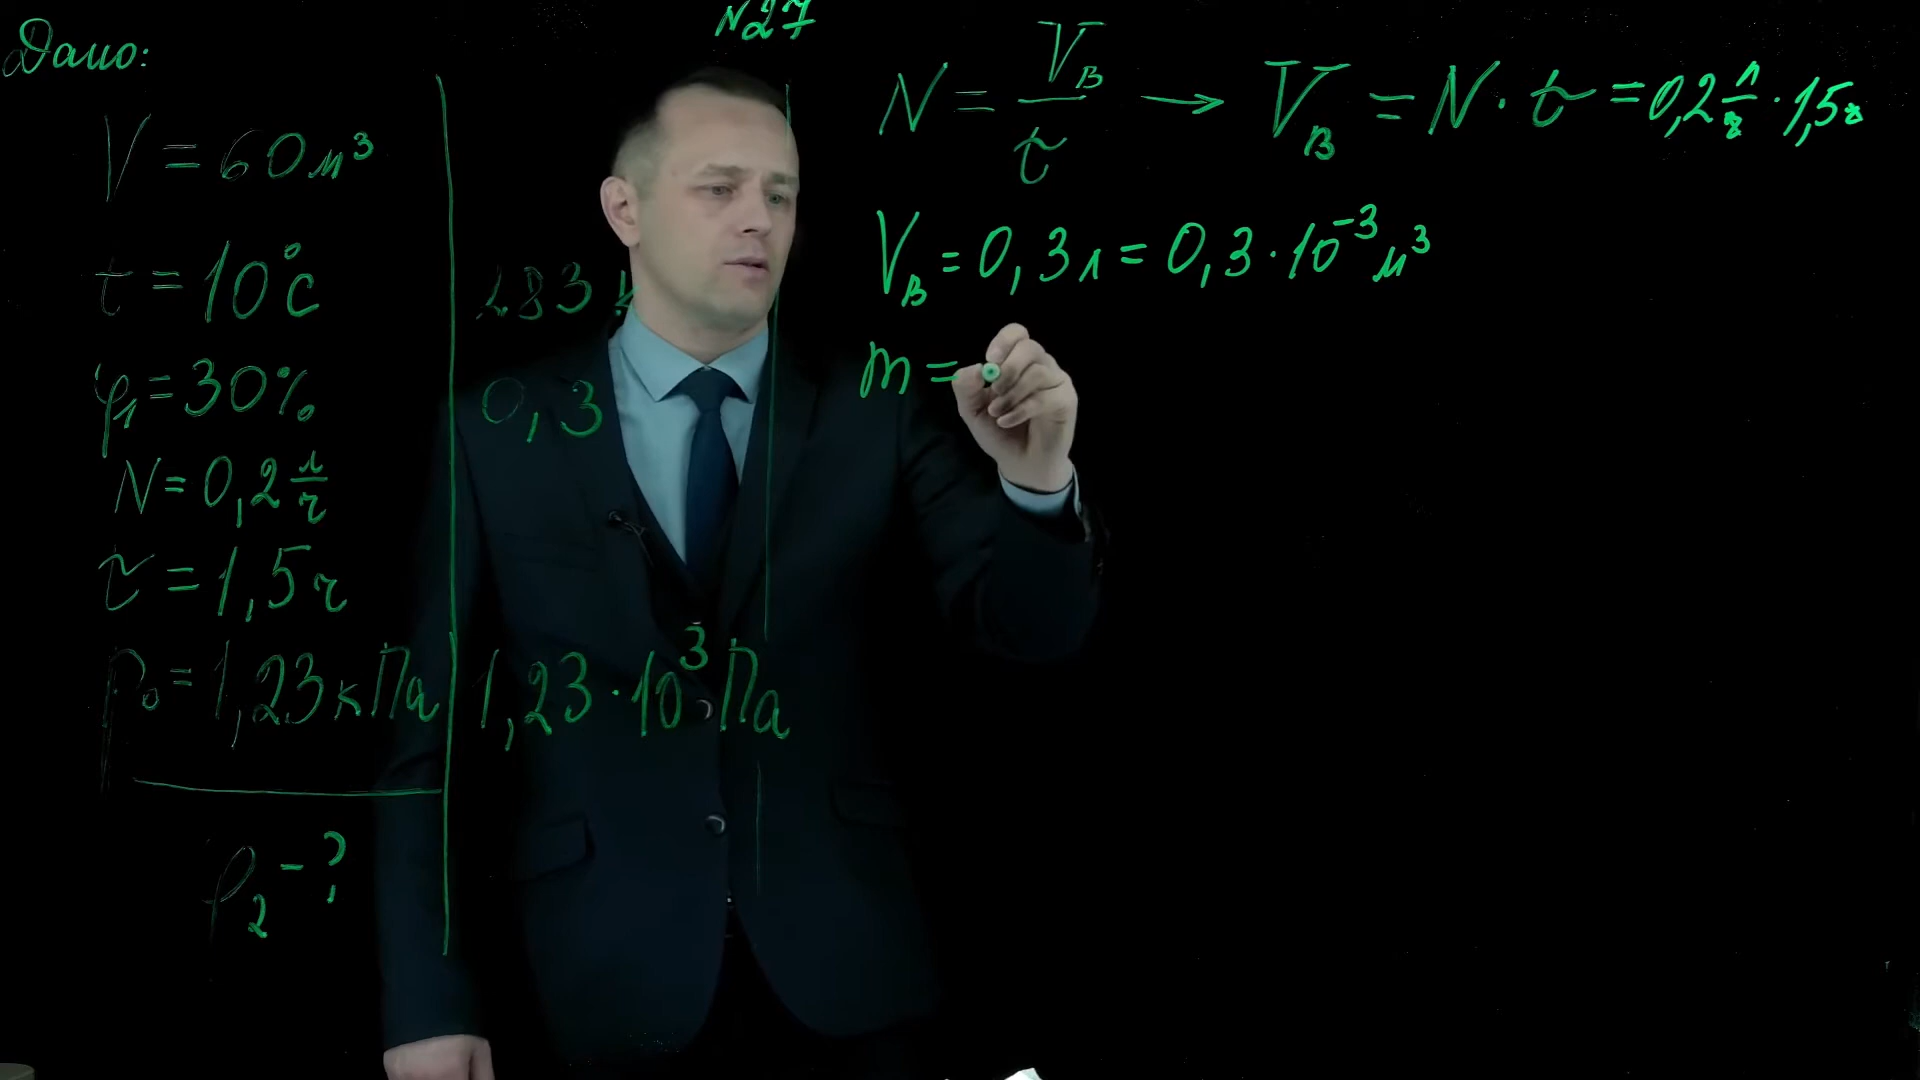 N27
Дано:
V = 60 м³
t = 10°C
283 K
φ₁ = 30%
0,3
N = 0,2 л/ч
τ = 1,5 ч
p₀ = 1,23 кПа
1,23 · 10³ Па
φ₂ - ?
N = V_в/τ → V_в = N · τ = 0,2 л/ч · 1,5 ч
V_в = 0,3 л = 0,3 · 10⁻³ м³
m =